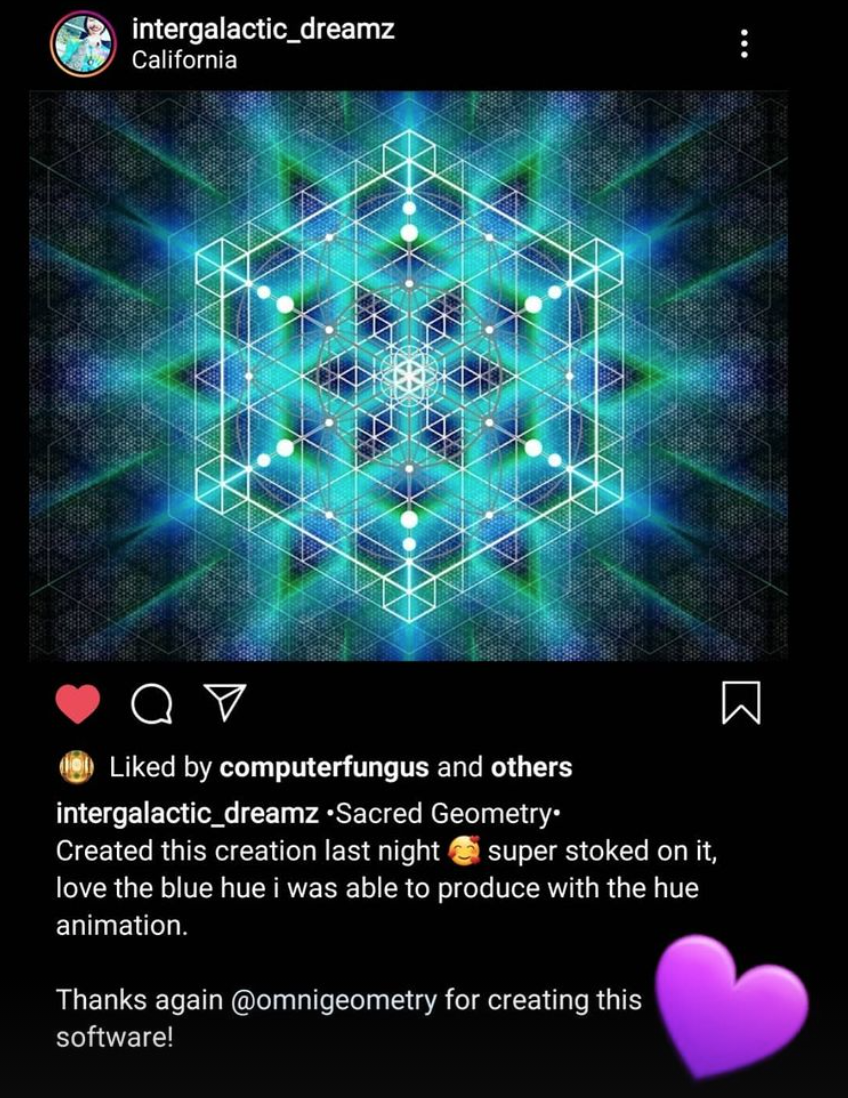 intergalactic_dreamz
California
Liked by computerfungus and others
intergalactic_dreamz •Sacred Geometry•
Created this creation last night 🥰 super stoked on it,
love the blue hue i was able to produce with the hue
animation.
Thanks again @omnigeometry for creating this
software!